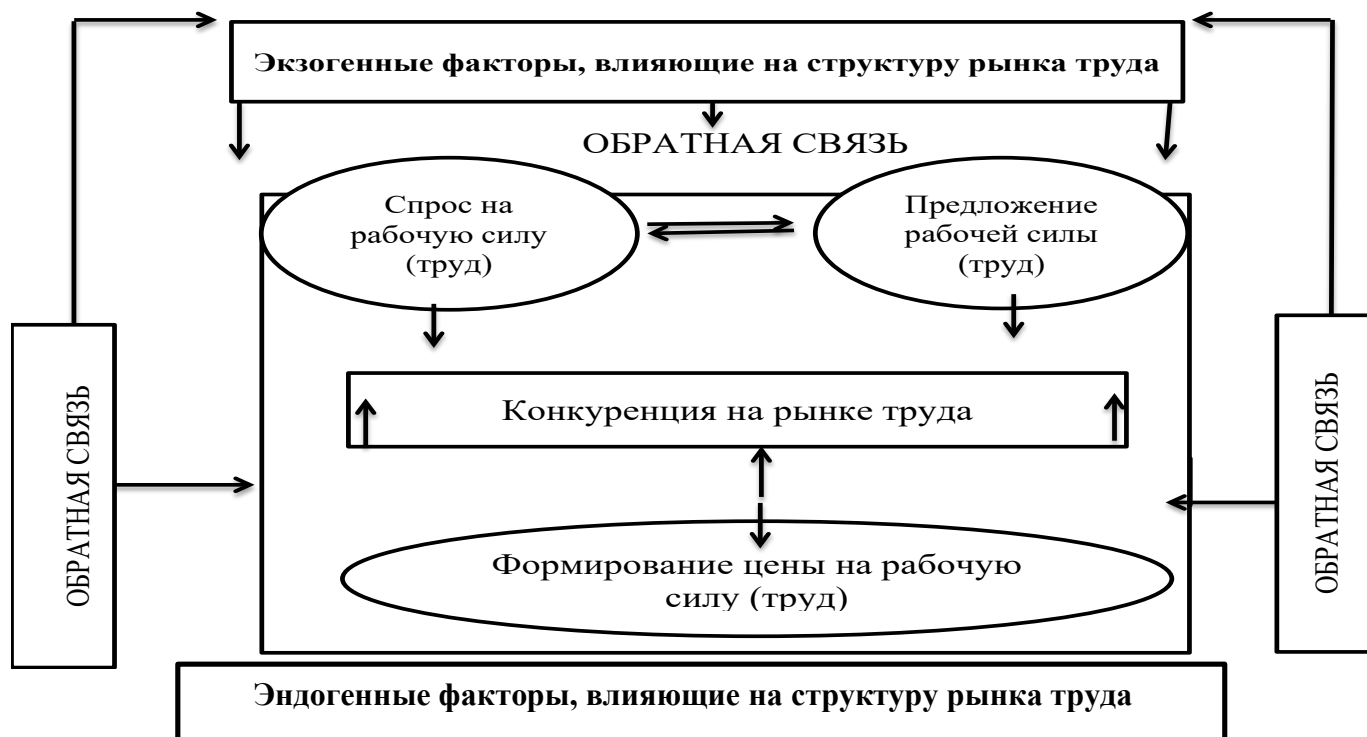 Экзогенные факторы, влияющие на структуру рынка труда
ОБРАТНАЯ СВЯЗЬ
Спрос на
рабочую силу
(труд)
Предложение
рабочей силы
(труд)
ОБРАТНАЯ СВЯЗЬ
Конкуренция на рынке труда
ОБРАТНАЯ СВЯЗЬ
Формирование цены на рабочую
силу (труд)
Эндогенные факторы, влияющие на структуру рынка труда